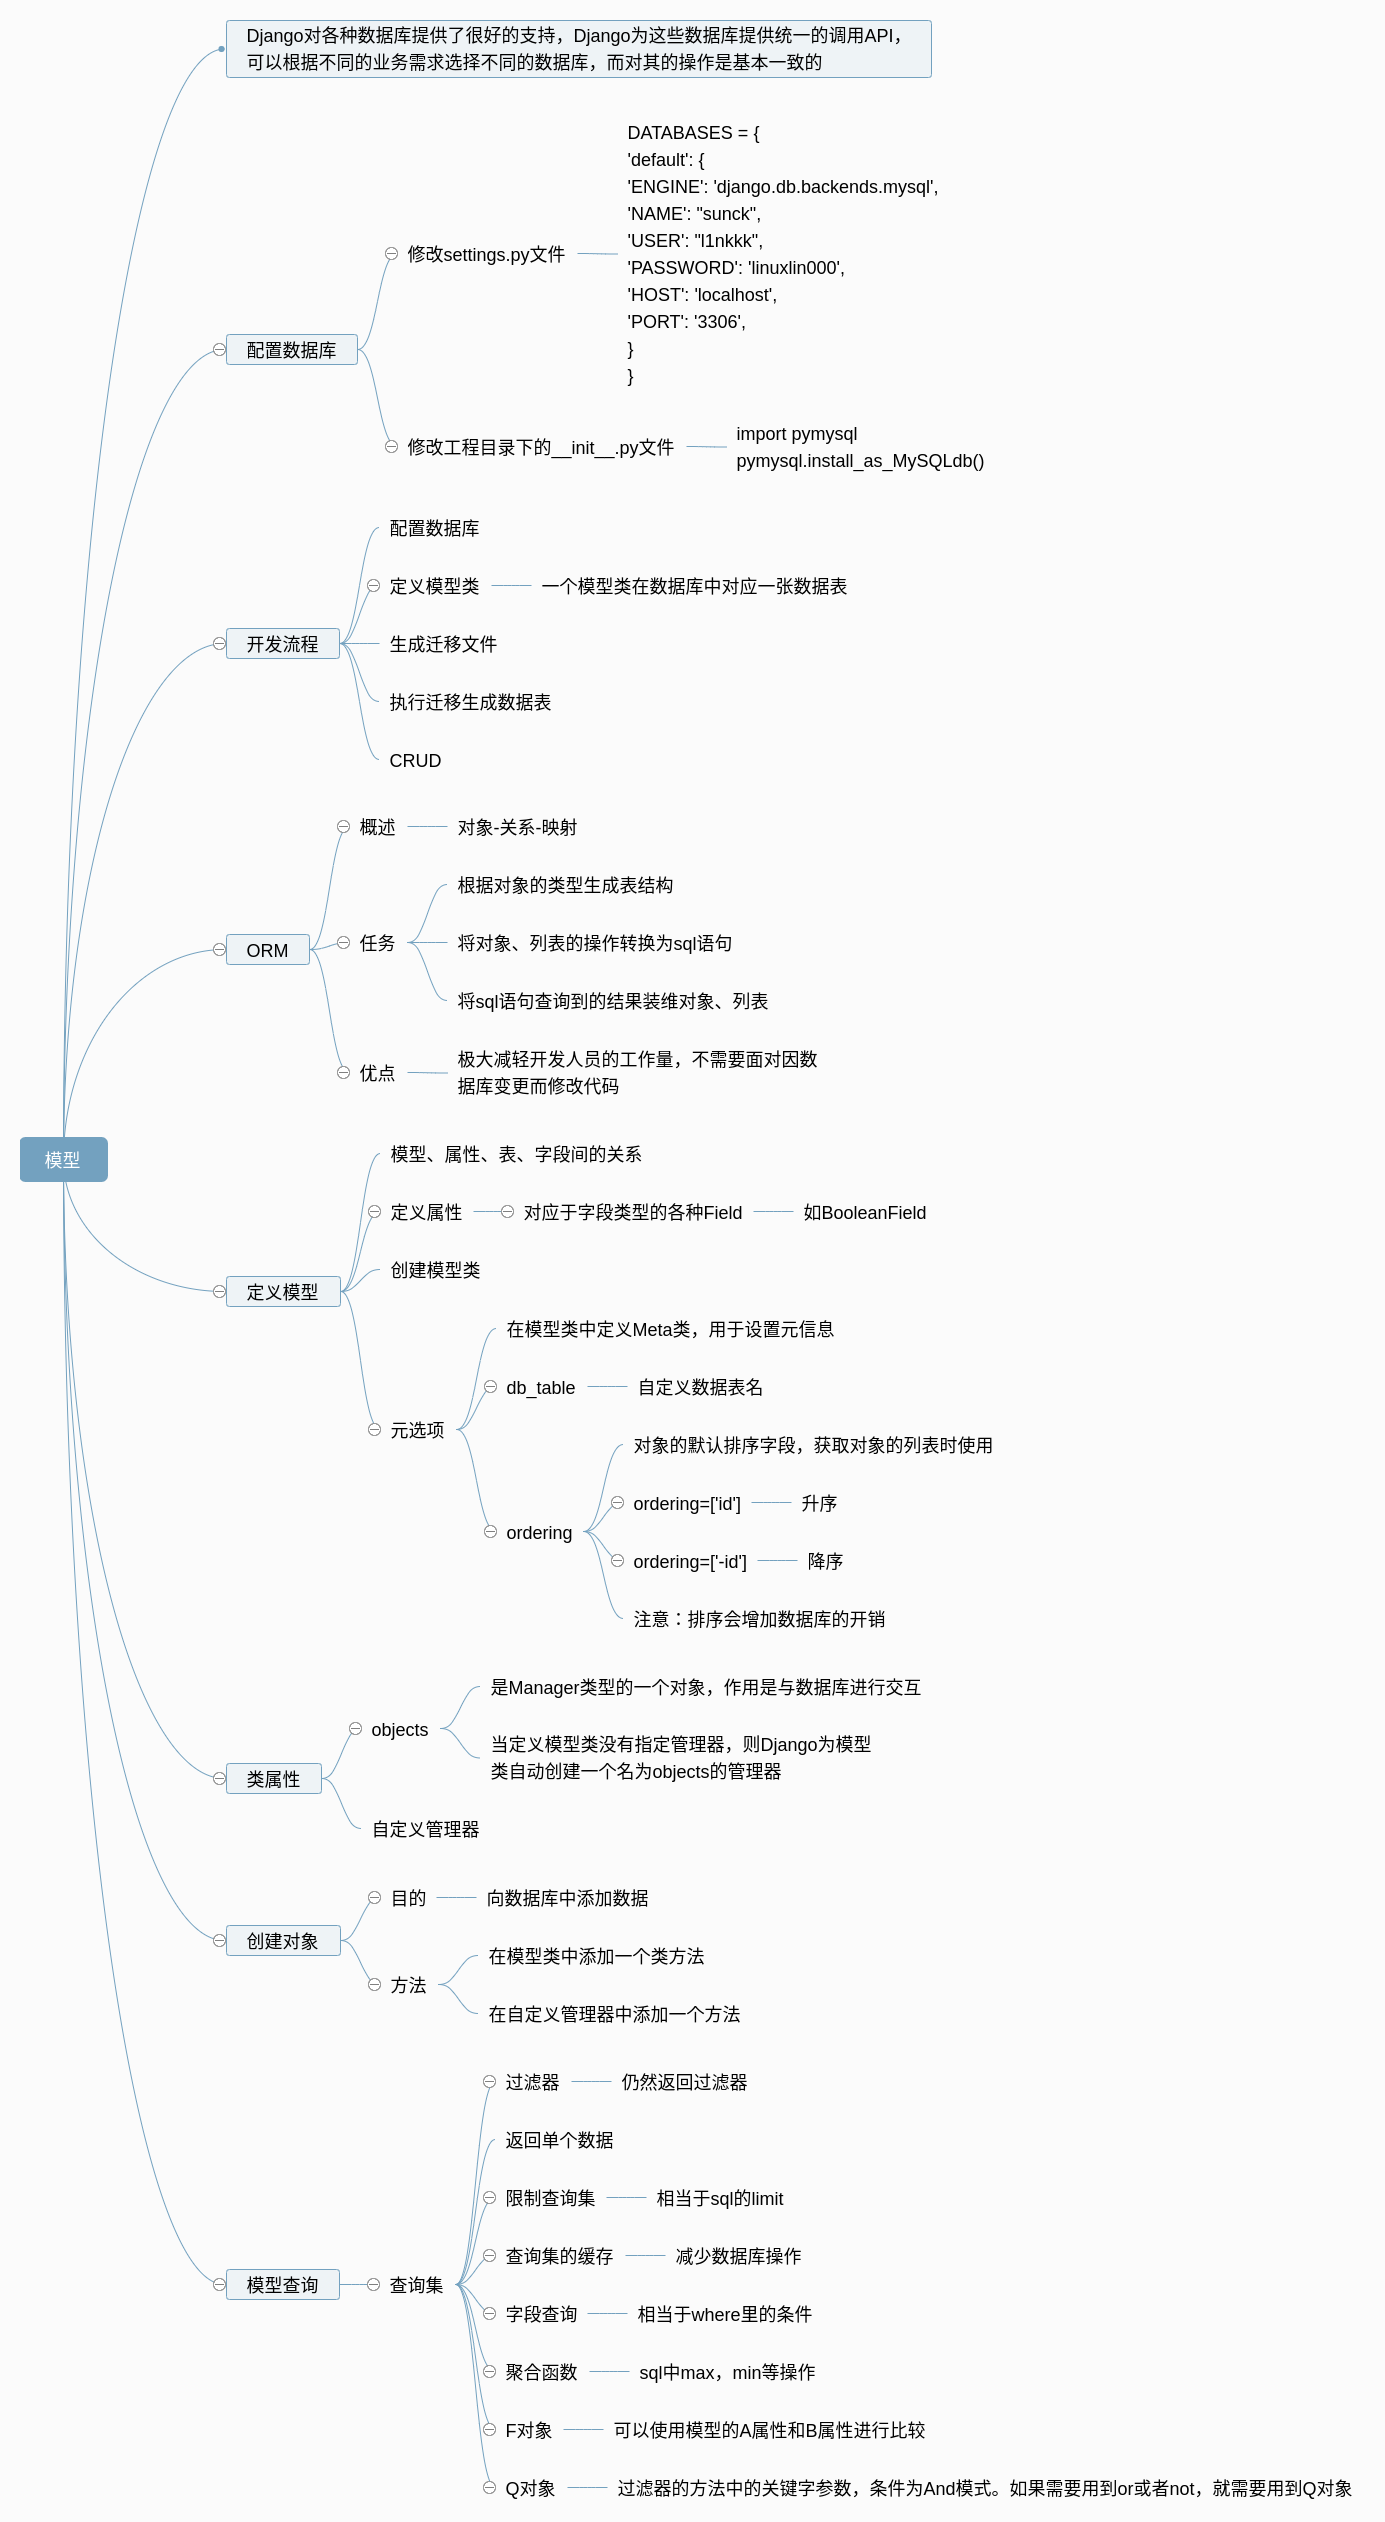 Django对各种数据库提供了很好的支持，Django为这些数据库提供统一的调用API，
可以根据不同的业务需求选择不同的数据库，而对其的操作是基本一致的
DATABASES = {
'default': {
'ENGINE': 'django.db.backends.mysql',
'NAME': "sunck",
'USER': "l1nkkk",
修改settings.py文件
'PASSWORD': 'linuxlin000',
'HOST': 'localhost',
'PORT': '3306',
}
}
配置数据库
修改工程目录下的__init__.py文件
import pymysql
pymysql.install_as_MySQLdb()
配置数据库
定义模型类
一个模型类在数据库中对应一张数据表
开发流程
生成迁移文件
执行迁移生成数据表
CRUD
概述
对象-关系-映射
根据对象的类型生成表结构
ORM
任务
将对象、列表的操作转换为sql语句
将sql语句查询到的结果装维对象、列表
优点
极大减轻开发人员的工作量，不需要面对因数
据库变更而修改代码
模型
模型、属性、表、字段间的关系
定义属性
对应于字段类型的各种Field
如BooleanField
创建模型类
定义模型
在模型类中定义Meta类，用于设置元信息
db_table
自定义数据表名
元选项
对象的默认排序字段，获取对象的列表时使用
ordering=['id']
升序
ordering
ordering=['-id']
降序
注意：排序会增加数据库的开销
是Manager类型的一个对象，作用是与数据库进行交互
objects
当定义模型类没有指定管理器，则Django为模型
类自动创建一个名为objects的管理器
类属性
自定义管理器
目的
向数据库中添加数据
创建对象
在模型类中添加一个类方法
方法
在自定义管理器中添加一个方法
过滤器
仍然返回过滤器
返回单个数据
限制查询集
相当于sql的limit
查询集的缓存
减少数据库操作
模型查询
查询集
字段查询
相当于where里的条件
聚合函数
sql中max，min等操作
F对象
可以使用模型的A属性和B属性进行比较
Q对象
过滤器的方法中的关键字参数，条件为And模式。如果需要用到or或者not，就需要用到Q对象